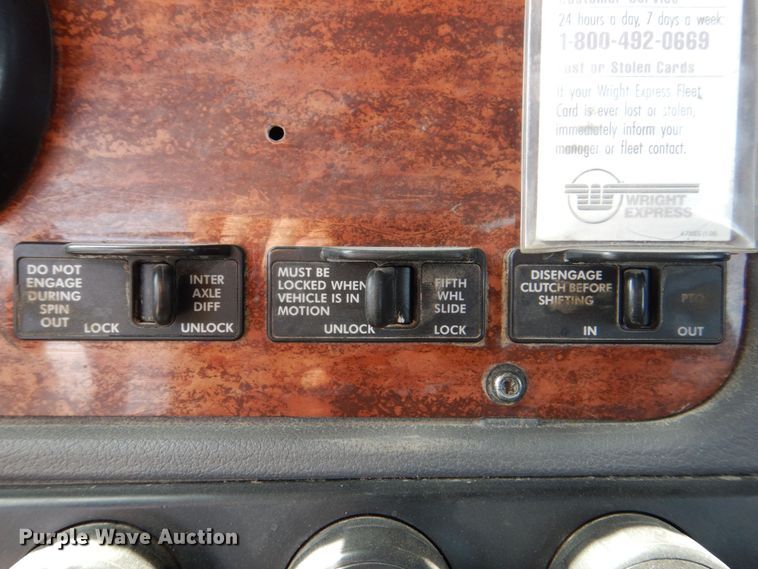 Customer Service
24 hours a day, 7 days a week
1-800-492-0669
Lost or Stolen Cards
If your Wright Express Fleet
Card is ever lost or stolen,
immediately inform your
manager or fleet contact.
WRIGHT
EXPRESS
DO NOT
ENGAGE
DURING
SPIN
OUT
INTER
AXLE
DIFF
LOCK UNLOCK
MUST BE
LOCKED WHEN
VEHICLE IS IN
MOTION
FIFTH
WHL
SLIDE
UNLOCK LOCK
DISENGAGE
CLUTCH BEFORE
SHIFTING
PTO
IN OUT
Purple Wave Auction